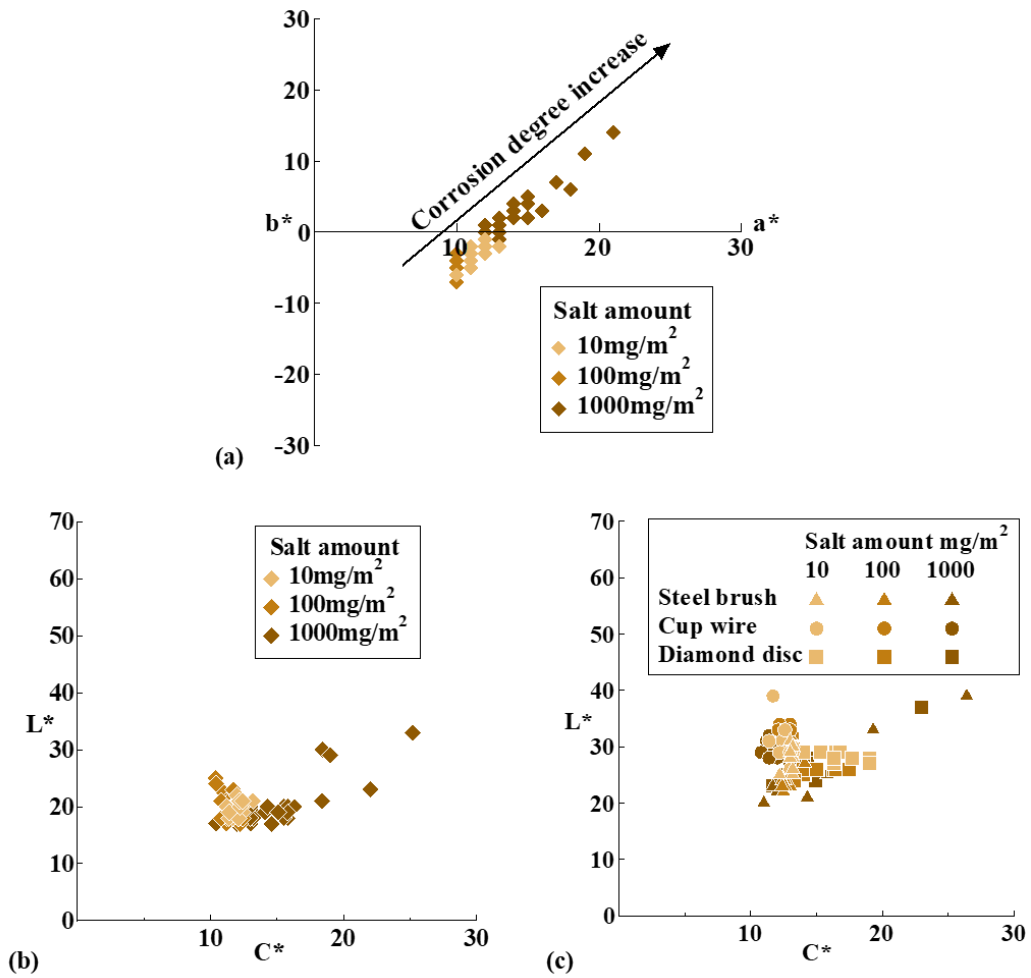 30
20
10
0
-10
-20
-30
b*
a*
10
20
30
Corrosion degree increase
Salt amount
10mg/m²
100mg/m²
1000mg/m²
(a)
70
60
50
40
30
20
10
0
L*
10
20
30
C*
Salt amount
10mg/m²
100mg/m²
1000mg/m²
(b)
70
60
50
40
30
20
10
0
L*
10
20
30
C*
Salt amount mg/m²
10 100 1000
Steel brush
Cup wire
Diamond disc
(c)